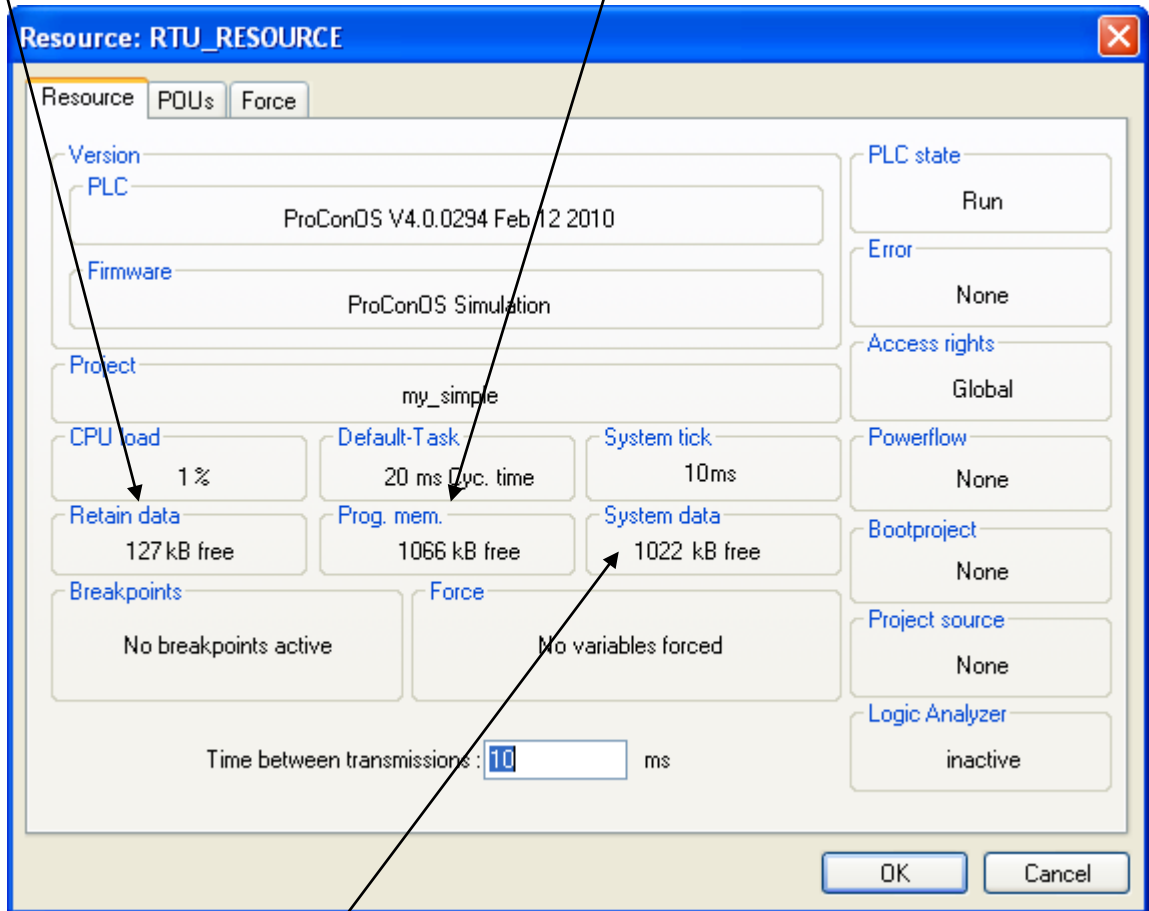 Resource: RTU_RESOURCE
Resource POUs Force
Version
PLC
ProConOS V4.0.0294 Feb 12 2010
Firmware
ProConOS Simulation
Project
my_simple
CPU load
1 %
Default-Task
20 ms Cyc. time
System tick
10ms
Retain data
127 kB free
Prog. mem.
1066 kB free
System data
1022 kB free
Breakpoints
No breakpoints active
Force
No variables forced
Time between transmissions : 10 ms
PLC state
Run
Error
None
Access rights
Global
Powerflow
None
Bootproject
None
Project source
None
Logic Analyzer
inactive
OK Cancel